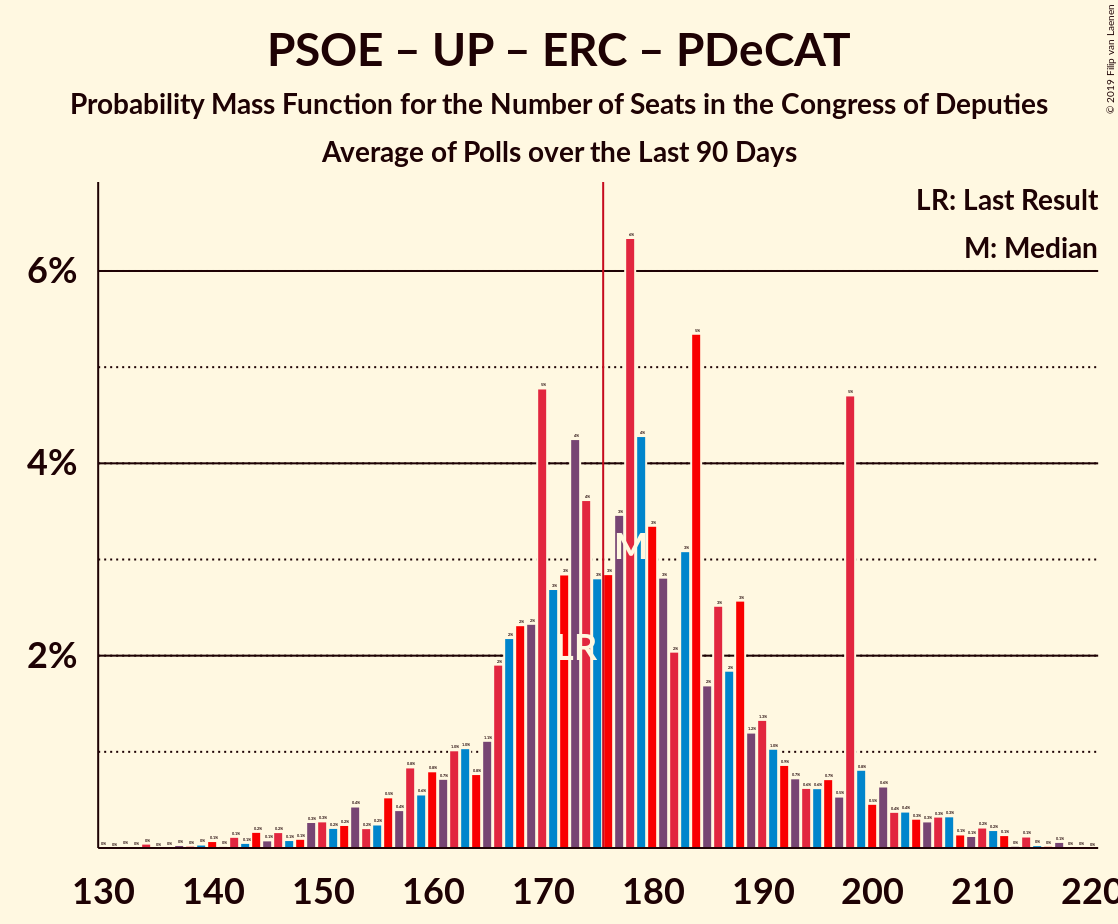 PSOE – UP – ERC – PDeCAT
Probability Mass Function for the Number of Seats in the Congress of Deputies
Average of Polls over the Last 90 Days
© 2019 Filip van Laenen
LR: Last Result
M: Median
6%
4%
2%
M
LR
130 140 150 160 170 180 190 200 210 220